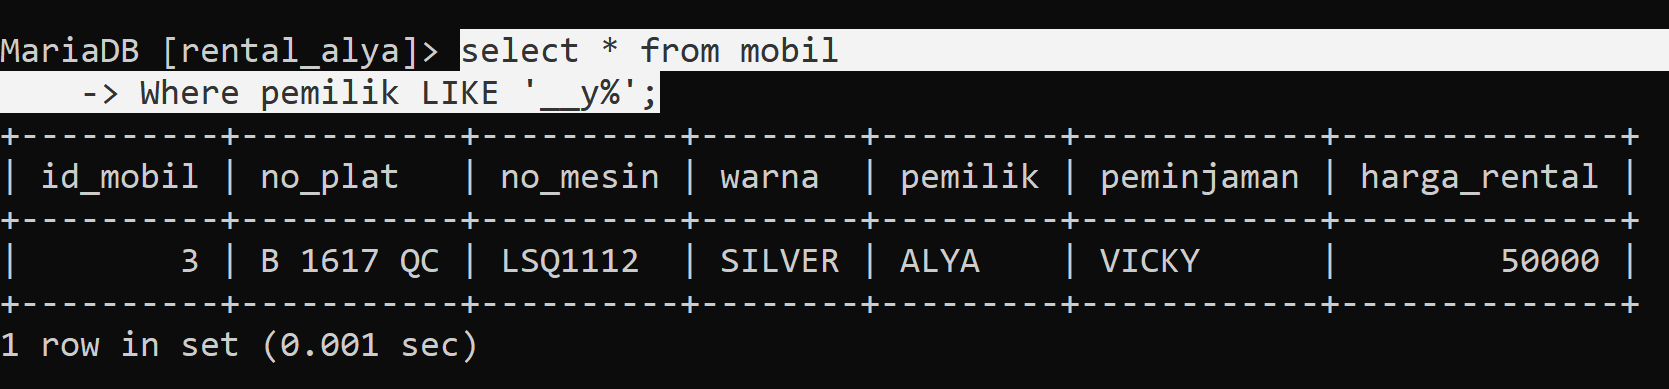 MariaDB [rental_alya]> select * from mobil
    -> Where pemilik LIKE '__y%';
+----------+-----------+----------+--------+---------+------------+--------------+
| id_mobil | no_plat   | no_mesin | warna  | pemilik | peminjaman | harga_rental |
+----------+-----------+----------+--------+---------+------------+--------------+
|        3 | B 1617 QC | LSQ1112  | SILVER | ALYA    | VICKY      |        50000 |
+----------+-----------+----------+--------+---------+------------+--------------+
1 row in set (0.001 sec)